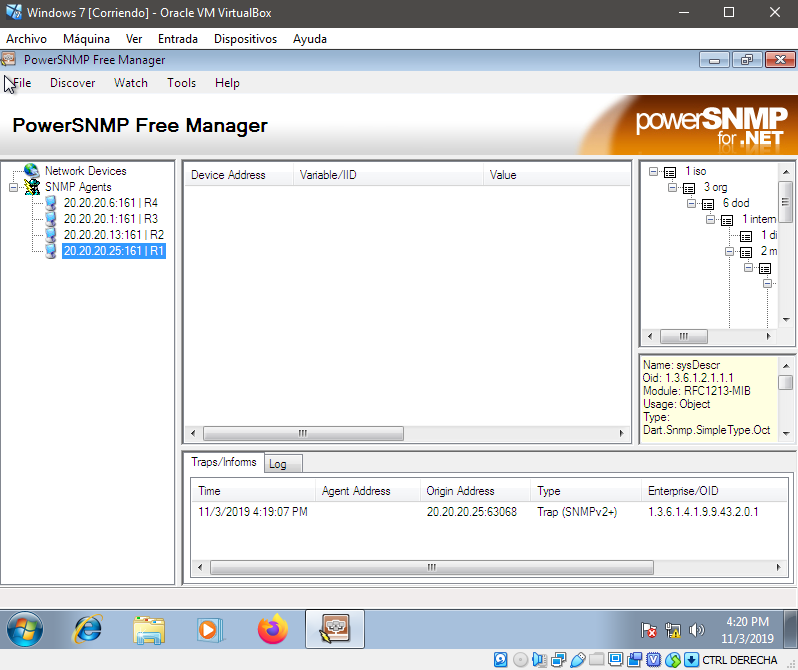 Windows 7 [Corriendo] - Oracle VM VirtualBox
Archivo Máquina Ver Entrada Dispositivos Ayuda
PowerSNMP Free Manager
File Discover Watch Tools Help
PowerSNMP Free Manager
powerSNMP
for .NET
Network Devices
SNMP Agents
20.20.20.6:161 | R4
20.20.20.1:161 | R3
20.20.20.13:161 | R2
20.20.20.25:161 | R1
Device Address Variable/IID Value
1 iso
3 org
6 dod
1 intern
1 di
2 m
Name: sysDescr
Oid: 1.3.6.1.2.1.1.1
Module: RFC1213-MIB
Usage: Object
Type:
Dart.Snmp.SimpleType.Oct
Traps/Informs Log
Time Agent Address Origin Address Type Enterprise/OID
11/3/2019 4:19:07 PM 20.20.20.25:63068 Trap (SNMPv2+) 1.3.6.1.4.1.9.9.43.2.0.1
4:20 PM
11/3/2019
CTRL DERECHA